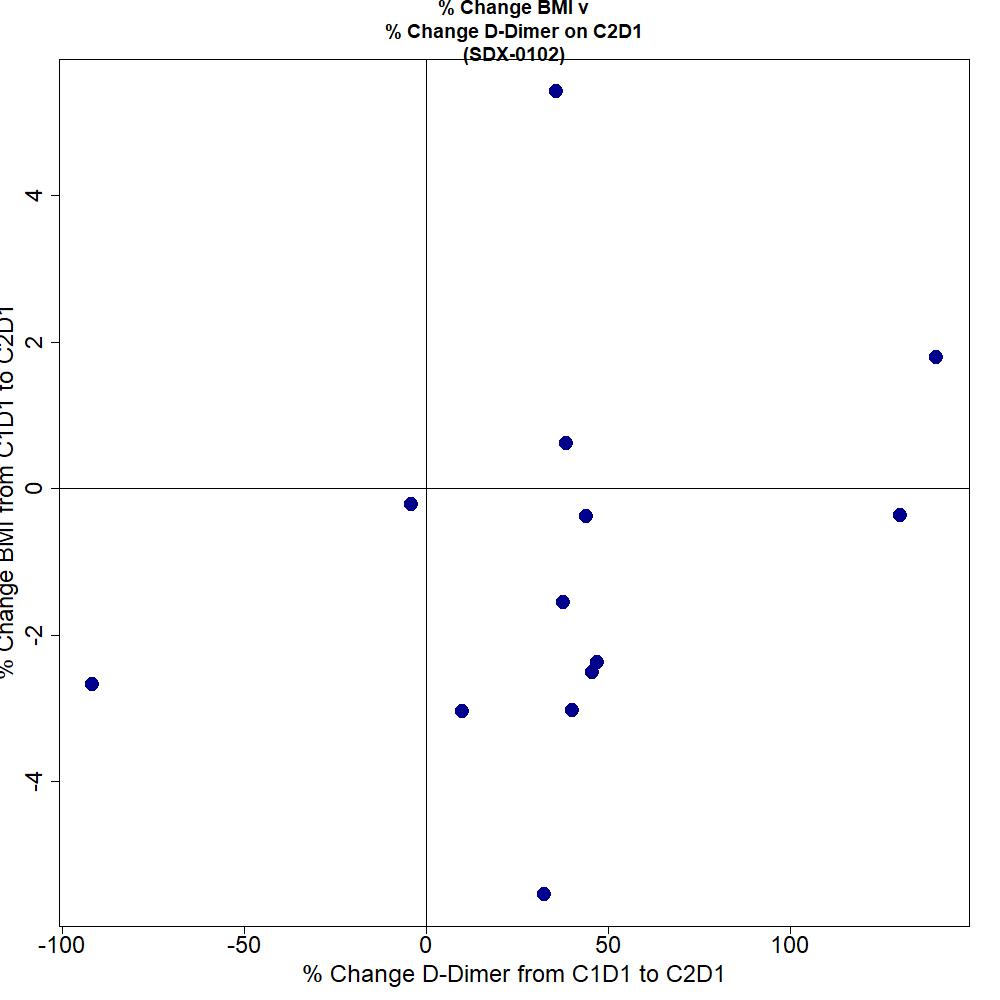 % Change BMI v
% Change D-Dimer on C2D1
(SDX-0102)
% Change BMI from C1D1 to C2D1
4
2
0
-2
-4
-100
-50
0
50
100
% Change D-Dimer from C1D1 to C2D1